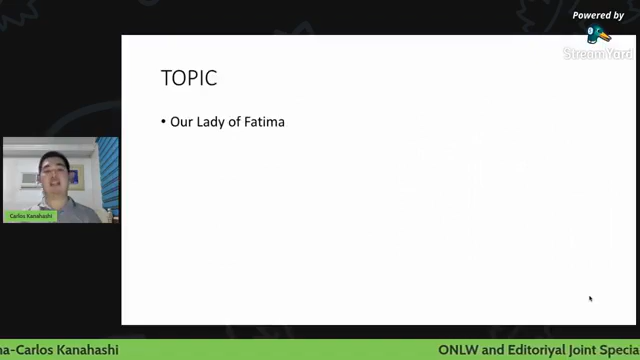 Powered by
StreamYard
TOPIC
• Our Lady of Fatima
Carlos Kanahashi
na-Carlos Kanahashi
ONLW and Editoriyal Joint Specia